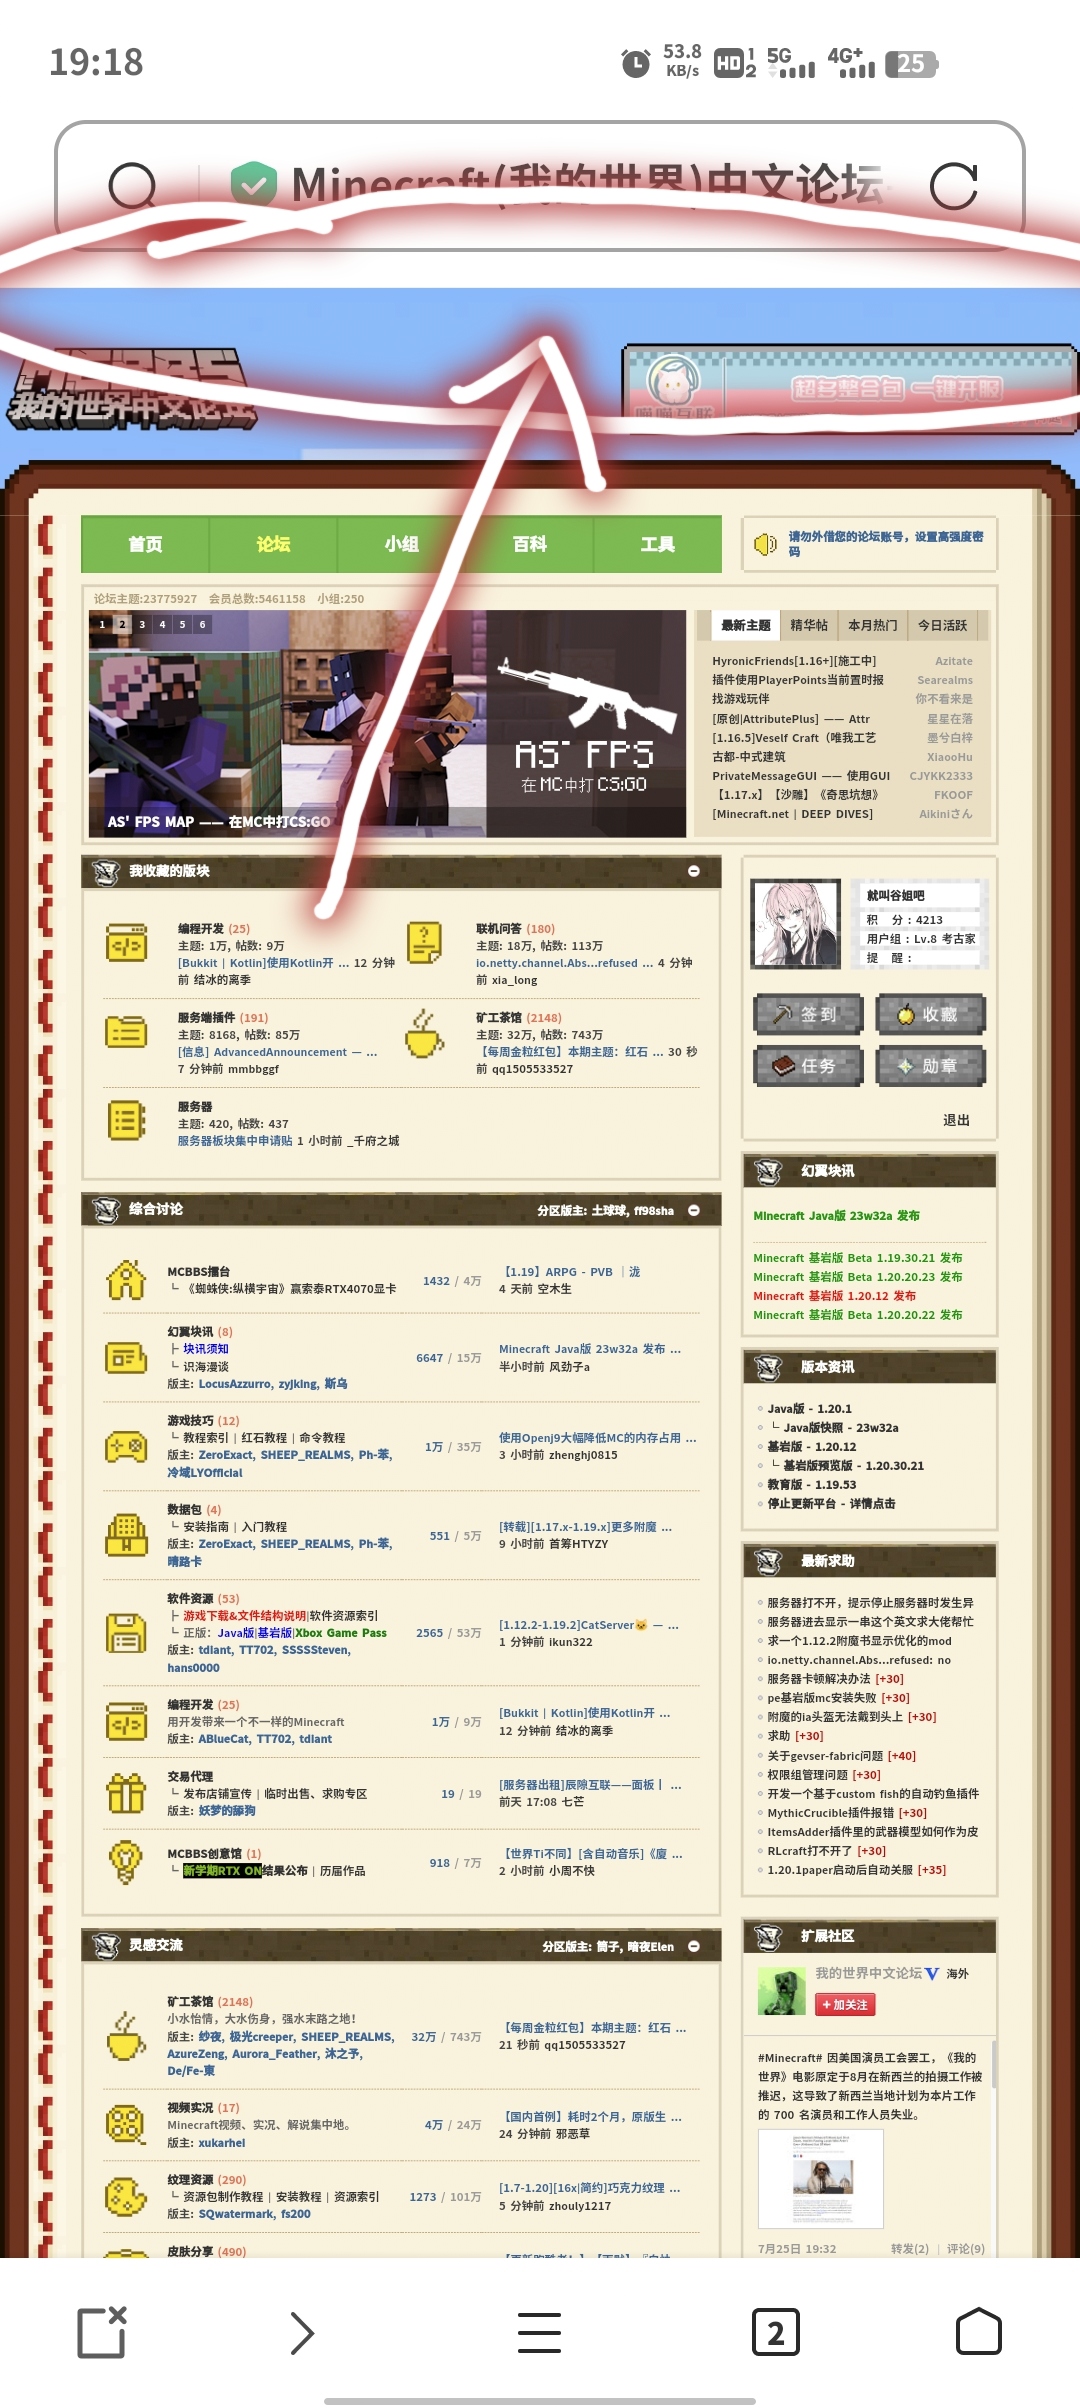 19:18
53.8 KB/s
HD 1 2
5G
4G+
25
Minecraft(我的世界)中文论坛
我的世界中文论坛
喵喵互联
超多整合包 一键开服
首页 论坛 小组 百科 工具
请勿外借您的论坛账号，设置高强度密码
论坛主题:23775927 会员总数:5461158 小组:250
1 2 3 4 5 6
AS' FPS
在MC中打CS:GO
AS' FPS MAP —— 在MC中打CS:GO
最新主题 精华帖 本月热门 今日活跃
HyronicFriends[1.16+][施工中] Azitate
插件使用PlayerPoints当前置时报 Searealms
找游戏玩伴 你不看来是
[原创|AttributePlus] —— Attr 星星在落
[1.16.5]Veself Craft（唯我工艺 墨兮白梓
古都-中式建筑 XiaooHu
PrivateMessageGUI —— 使用GUI CJYKK2333
【1.17.x】【沙雕】《奇思坑想》 FKOOF
[Minecraft.net | DEEP DIVES] Aikiniさん
我收藏的版块
编程开发 (25)
主题: 1万, 帖数: 9万
[Bukkit | Kotlin]使用Kotlin开 ... 12 分钟
前 结冰的离季
联机问答 (180)
主题: 18万, 帖数: 113万
io.netty.channel.Abs...refused ... 4 分钟
前 xia_long
服务端插件 (191)
主题: 8168, 帖数: 85万
[信息] AdvancedAnnouncement — ...
7 分钟前 mmbbggf
矿工茶馆 (2148)
主题: 32万, 帖数: 743万
【每周金粒红包】本期主题：红石 ... 30 秒
前 qq1505533527
服务器
主题: 420, 帖数: 437
服务器板块集中申请贴 1 小时前 _千府之城
就叫谷姐吧
积 分 : 4213
用户组 : Lv.8 考古家
提 醒 :
签到 收藏
任务 勋章
退出
综合讨论
分区版主: 土球球, ff98sha
MCBBS擂台
└ 《蜘蛛侠:纵横宇宙》赢索泰RTX4070显卡
1432 / 4万
【1.19】ARPG - PVB ｜泷
4 天前 空木生
幻翼块讯 (8)
├ 块讯须知
└ 识海漫谈
版主: LocusAzzurro, zyjking, 斯乌
6647 / 15万
Minecraft Java版 23w32a 发布 ...
半小时前 风劲子a
游戏技巧 (12)
└ 教程索引 | 红石教程 | 命令教程
版主: ZeroExact, SHEEP_REALMS, Ph-苯,
冷域LYOfficial
1万 / 35万
使用Openj9大幅降低MC的内存占用 ...
3 小时前 zhenghj0815
数据包 (4)
└ 安装指南 | 入门教程
版主: ZeroExact, SHEEP_REALMS, Ph-苯,
晴路卡
551 / 5万
[转载][1.17.x-1.19.x]更多附魔 ...
9 小时前 首筹HTYZY
软件资源 (53)
├ 游戏下载&文件结构说明|软件资源索引
└ 正版: Java版|基岩版|Xbox Game Pass
版主: tdiant, TT702, SSSSSteven,
hans0000
2565 / 53万
[1.12.2-1.19.2]CatServer🐱 — ...
1 分钟前 ikun322
编程开发 (25)
用开发带来一个不一样的Minecraft
版主: ABlueCat, TT702, tdiant
1万 / 9万
[Bukkit | Kotlin]使用Kotlin开 ...
12 分钟前 结冰的离季
交易代理
└ 发布店铺宣传 | 临时出售、求购专区
版主: 妖梦的舔狗
19 / 19
[服务器出租]辰隙互联——面板┃ ...
前天 17:08 七芒
MCBBS创意馆 (1)
└ 新学期RTX ON结果公布 | 历届作品
918 / 7万
【世界Ti不同】[含自动音乐]《廈 ...
2 小时前 小周不快
幻翼块讯
Minecraft Java版 23w32a 发布
Minecraft 基岩版 Beta 1.19.30.21 发布
Minecraft 基岩版 Beta 1.20.20.23 发布
Minecraft 基岩版 1.20.12 发布
Minecraft 基岩版 Beta 1.20.20.22 发布
版本资讯
Java版 - 1.20.1
└ Java版快照 - 23w32a
基岩版 - 1.20.12
└ 基岩版预览版 - 1.20.30.21
教育版 - 1.19.53
停止更新平台 - 详情点击
最新求助
服务器打不开，提示停止服务器时发生异
服务器进去显示一串这个英文求大佬帮忙
求一个1.12.2附魔书显示优化的mod
io.netty.channel.Abs...refused: no
服务器卡顿解决办法 [+30]
pe基岩版mc安装失败 [+30]
附魔的ia头盔无法戴到头上 [+30]
求助 [+30]
关于gevser-fabric问题 [+40]
权限组管理问题 [+30]
开发一个基于custom fish的自动钓鱼插件
MythicCrucible插件报错 [+30]
ItemsAdder插件里的武器模型如何作为皮
RLcraft打不开了 [+30]
1.20.1paper启动后自动关服 [+35]
灵感交流
分区版主: 筒子, 暗夜Elen
矿工茶馆 (2148)
小水怡情，大水伤身，强水末路之地！
版主: 纱夜, 极光creeper, SHEEP_REALMS,
AzureZeng, Aurora_Feather, 沐之予,
De/Fe-東
32万 / 743万
【每周金粒红包】本期主题：红石 ...
21 秒前 qq1505533527
视频实况 (17)
Minecraft视频、实况、解说集中地。
版主: xukarhei
4万 / 24万
【国内首例】耗时2个月，原版生 ...
24 分钟前 邪恶草
纹理资源 (290)
└ 资源包制作教程 | 安装教程 | 资源索引
版主: SQwatermark, fs200
1273 / 101万
[1.7-1.20][16x|简约]巧克力纹理 ...
5 分钟前 zhouly1217
皮肤分享 (490)
扩展社区
我的世界中文论坛 V 海外
+加关注
#Minecraft# 因美国演员工会罢工，《我的
世界》电影原定于8月在新西兰的拍摄工作被
推迟，这导致了新西兰当地计划为本片工作
的 700 名演员和工作人员失业。
7月25日 19:32 转发(2) | 评论(9)
2